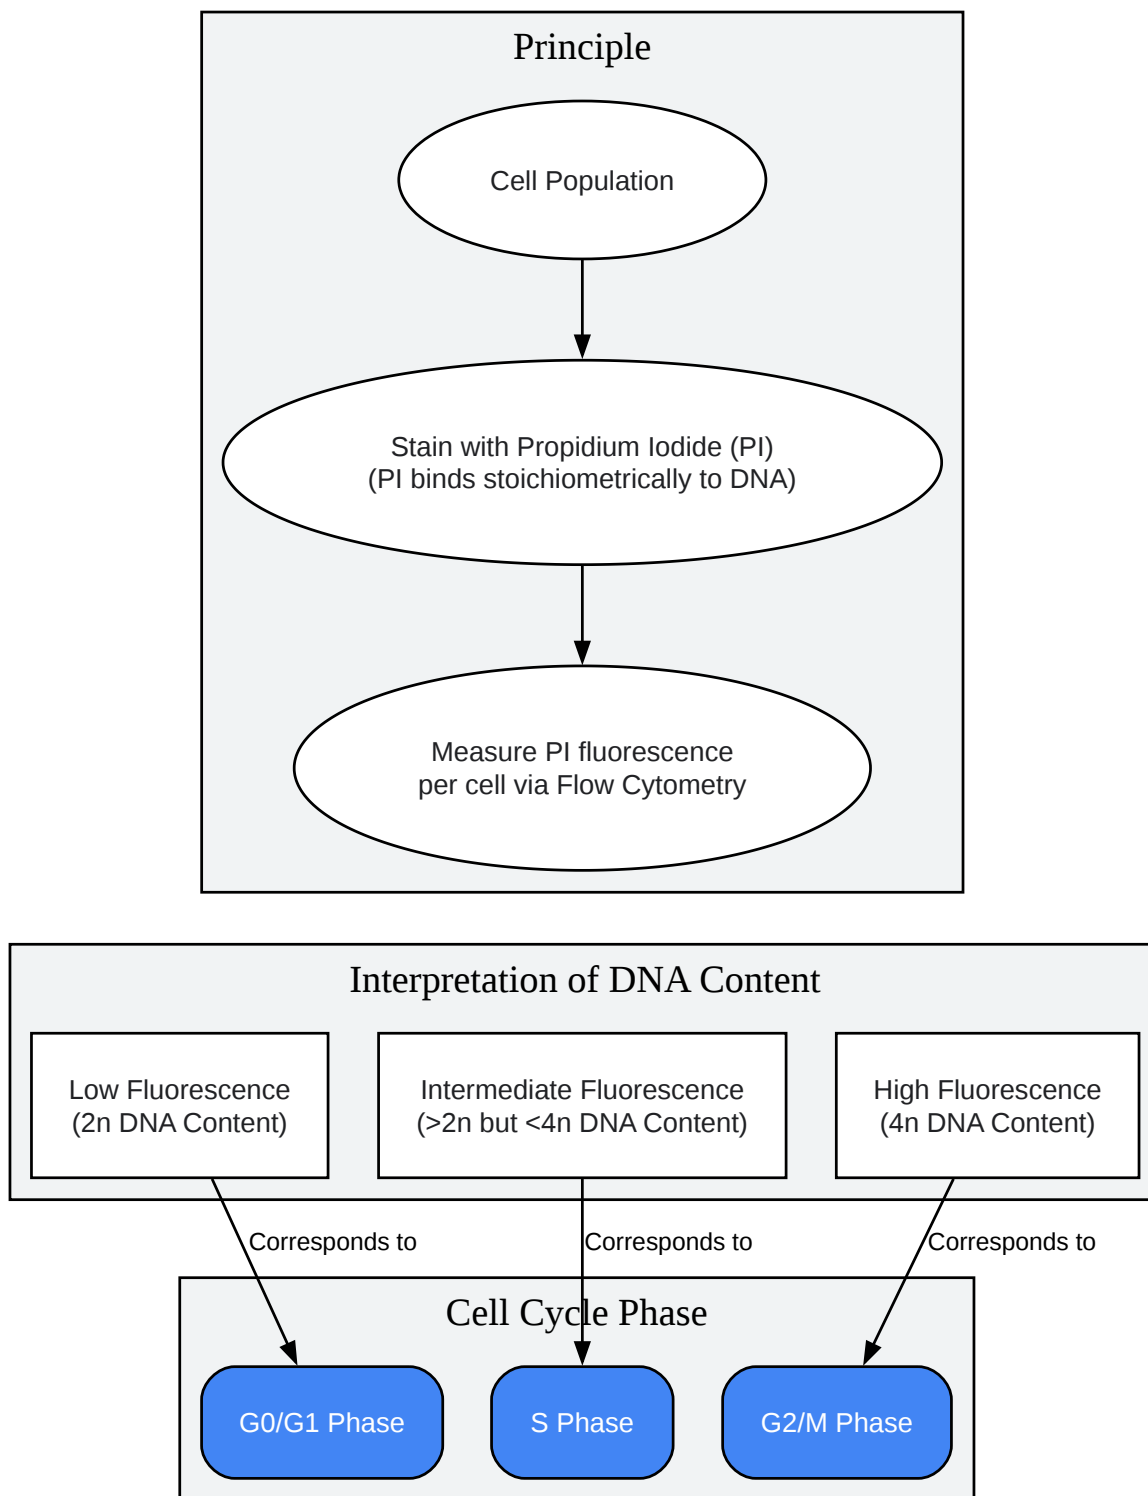 Principle
Cell Population
Stain with Propidium Iodide (PI)
(PI binds stoichiometrically to DNA)
Measure PI fluorescence
per cell via Flow Cytometry
Interpretation of DNA Content
Low Fluorescence
(2n DNA Content)
Intermediate Fluorescence
(>2n but <4n DNA Content)
High Fluorescence
(4n DNA Content)
Corresponds to
Corresponds to
Corresponds to
Cell Cycle Phase
G0/G1 Phase
S Phase
G2/M Phase